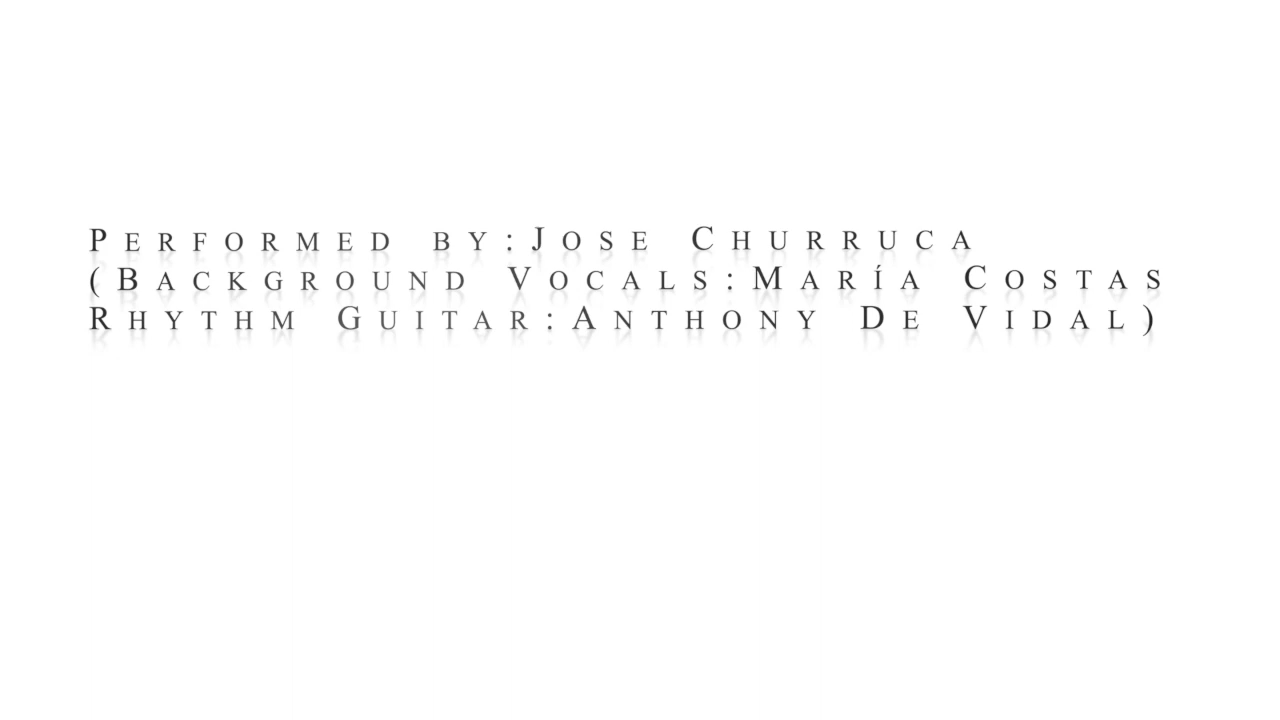 Performed by:Jose Churruca
(Background Vocals:María Costas
Rhythm Guitar:Anthony De Vidal)